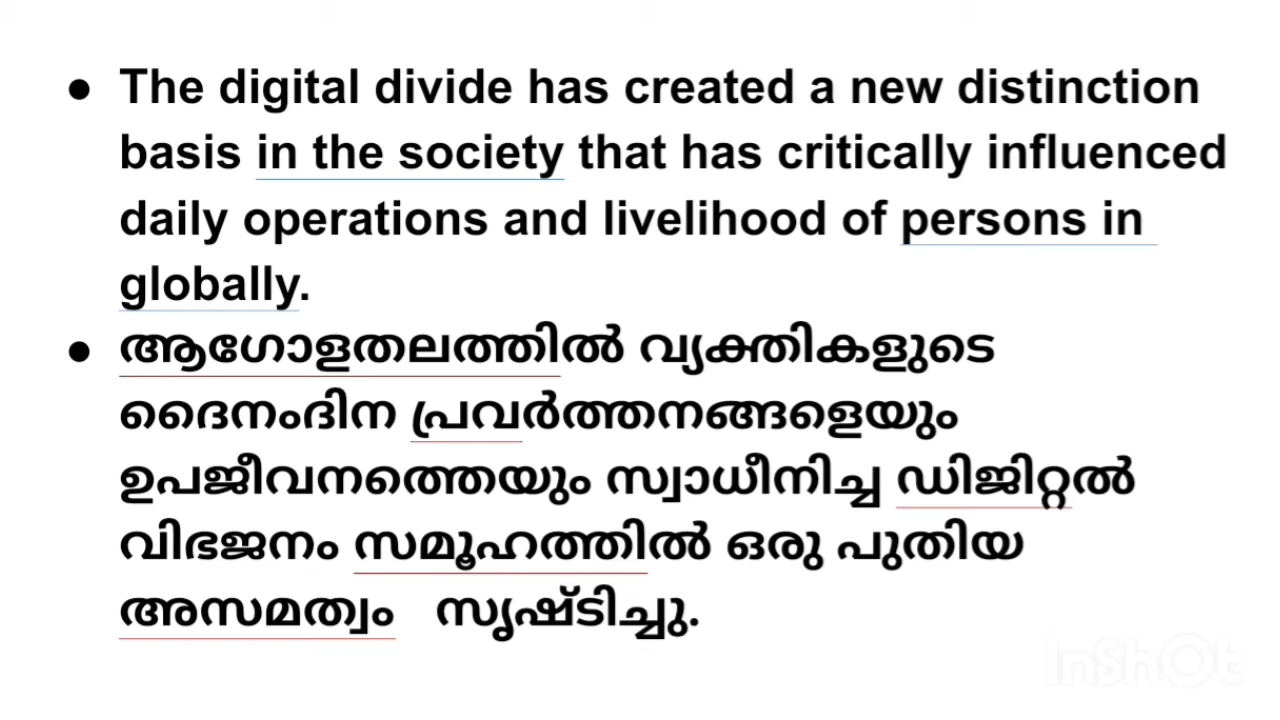 ● The digital divide has created a new distinction
basis in the society that has critically influenced
daily operations and livelihood of persons in
globally.
● ആഗോളതലത്തിൽ വ്യക്തികളുടെ
ദൈനംദിന പ്രവർത്തനങ്ങളെയും
ഉപജീവനത്തെയും സ്വാധീനിച്ച ഡിജിറ്റൽ
വിഭജനം സമൂഹത്തിൽ ഒരു പുതിയ
അസമത്വം സൃഷ്ടിച്ചു.
InShOt